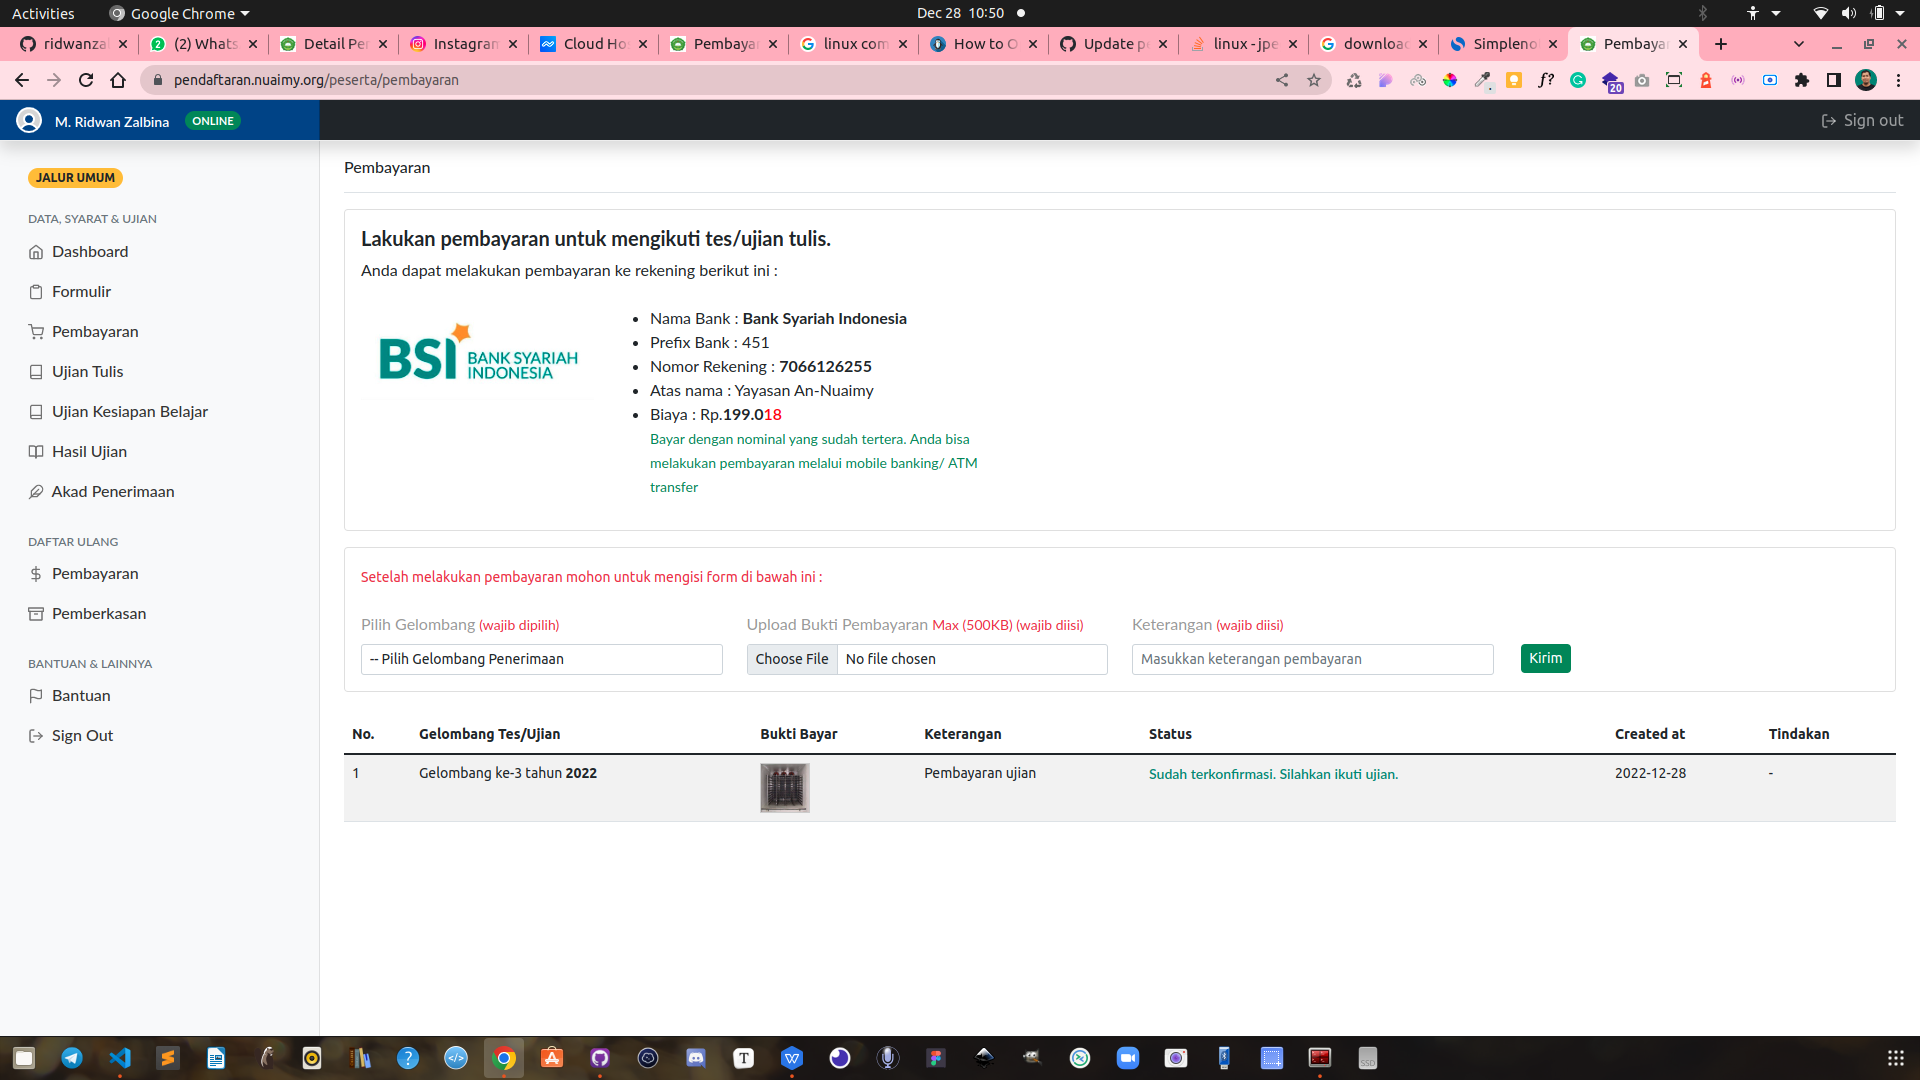 Activities
Google Chrome
Dec 28 10:50
ridwanza
(2) Whats
Detail Per
Instagram
Cloud Ho
Pembayar
linux com
How to O
Update p
linux - jpe
downloac
Simpleno
Pembayar
pendaftaran.nuaimy.org/peserta/pembayaran
f?
20
M. Ridwan Zalbina
ONLINE
Sign out
JALUR UMUM
DATA, SYARAT & UJIAN
Dashboard
Formulir
Pembayaran
Ujian Tulis
Ujian Kesiapan Belajar
Hasil Ujian
Akad Penerimaan
DAFTAR ULANG
Pembayaran
Pemberkasan
BANTUAN & LAINNYA
Bantuan
Sign Out
Pembayaran
Lakukan pembayaran untuk mengikuti tes/ujian tulis.
Anda dapat melakukan pembayaran ke rekening berikut ini :
BSI BANK SYARIAH
INDONESIA
Nama Bank : Bank Syariah Indonesia
Prefix Bank : 451
Nomor Rekening : 7066126255
Atas nama : Yayasan An-Nuaimy
Biaya : Rp.199.018
Bayar dengan nominal yang sudah tertera. Anda bisa
melakukan pembayaran melalui mobile banking/ ATM
transfer
Setelah melakukan pembayaran mohon untuk mengisi form di bawah ini :
Pilih Gelombang (wajib dipilih)
Upload Bukti Pembayaran Max (500KB) (wajib diisi)
Keterangan (wajib diisi)
-- Pilih Gelombang Penerimaan
Choose File No file chosen
Masukkan keterangan pembayaran
Kirim
No. Gelombang Tes/Ujian Bukti Bayar Keterangan Status Created at Tindakan
1 Gelombang ke-3 tahun 2022 Pembayaran ujian Sudah terkonfirmasi. Silahkan ikuti ujian. 2022-12-28 -